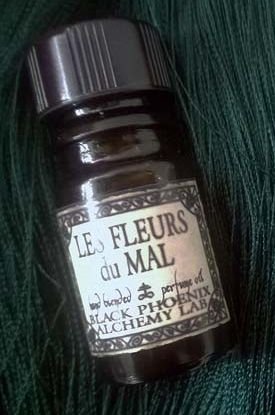 LES FLEURS
du MAL
hand blended perfume oil
BLACK PHOENIX
ALCHEMY LAB